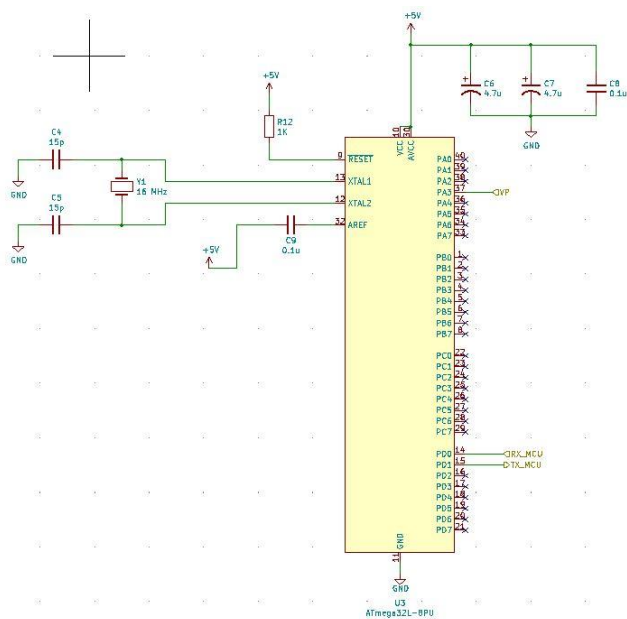 +5V
+5V
C6
4.7u
C7
4.7u
C8
0.1u
GND
R12
1K
C4
15p
GND
Y1
16 MHz
C5
15p
GND
+5V
C9
0.1u
10
VCC
30
AVCC
9 RESET
13 XTAL1
12 XTAL2
32 AREF
PA0 40
PA1 39
PA2 38
PA3 37 VP
PA4 36
PA5 35
PA6 34
PA7 33
PB0 1
PB1 2
PB2 3
PB3 4
PB4 5
PB5 6
PB6 7
PB7 8
PC0 22
PC1 23
PC2 24
PC3 25
PC4 26
PC5 27
PC6 28
PC7 29
PD0 14 RX_MCU
PD1 15 TX_MCU
PD2 16
PD3 17
PD4 18
PD5 19
PD6 20
PD7 21
GND
11
GND
U3
ATmega32L-8PU